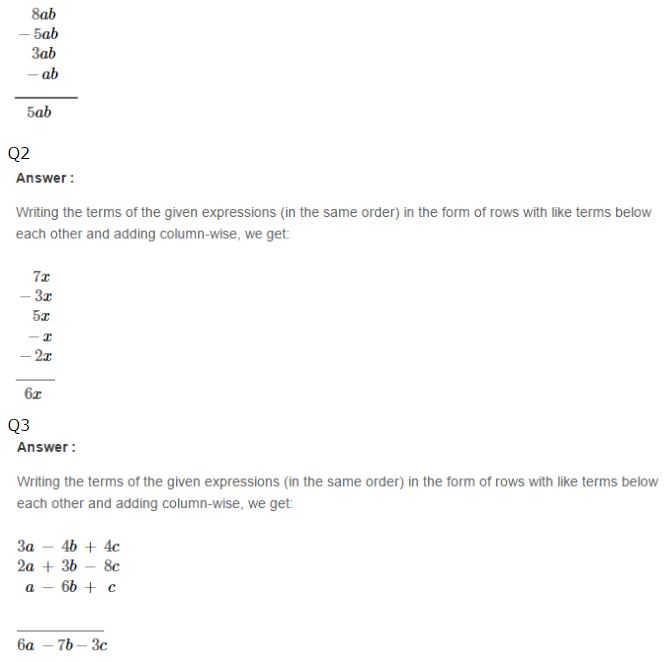 8ab
− 5ab
3ab
− ab
5ab
Q2
Answer :
Writing the terms of the given expressions (in the same order) in the form of rows with like terms below
each other and adding column-wise, we get:
7x
− 3x
5x
− x
− 2x
6x
Q3
Answer :
Writing the terms of the given expressions (in the same order) in the form of rows with like terms below
each other and adding column-wise, we get:
3a − 4b + 4c
2a + 3b − 8c
a − 6b + c
6a − 7b − 3c